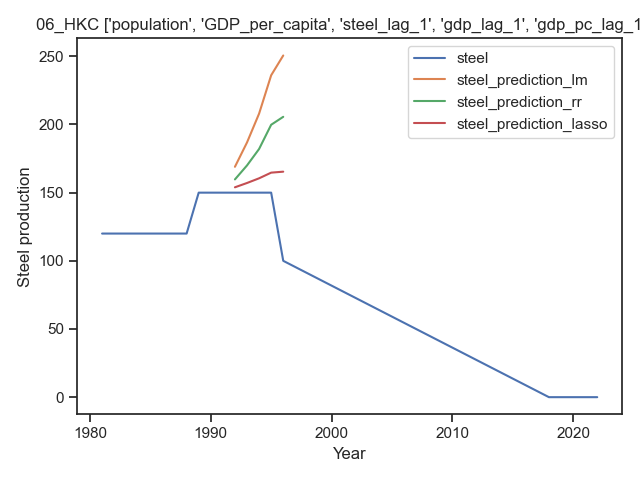 06_HKC ['population', 'GDP_per_capita', 'steel_lag_1', 'gdp_lag_1', 'gdp_pc_lag_1
250
200
150
100
50
0
Steel production
steel
steel_prediction_lm
steel_prediction_rr
steel_prediction_lasso
1980
1990
2000
2010
2020
Year